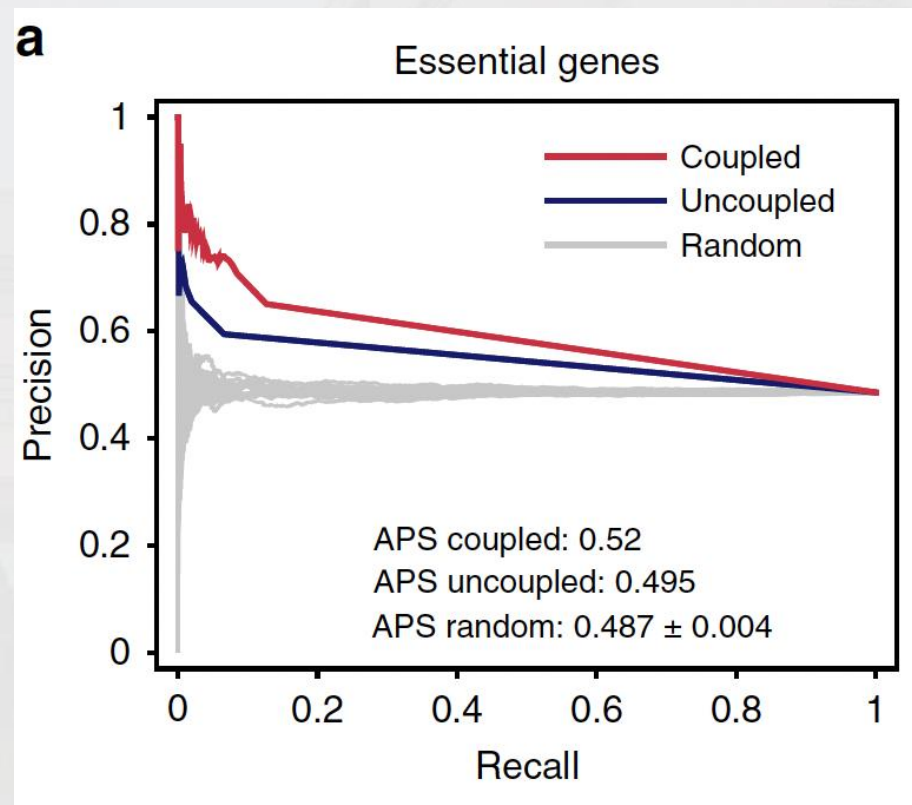 a
Essential genes
Precision
1
0.8
0.6
0.4
0.2
0
Coupled
Uncoupled
Random
APS coupled: 0.52
APS uncoupled: 0.495
APS random: 0.487 ± 0.004
0 0.2 0.4 0.6 0.8 1
Recall